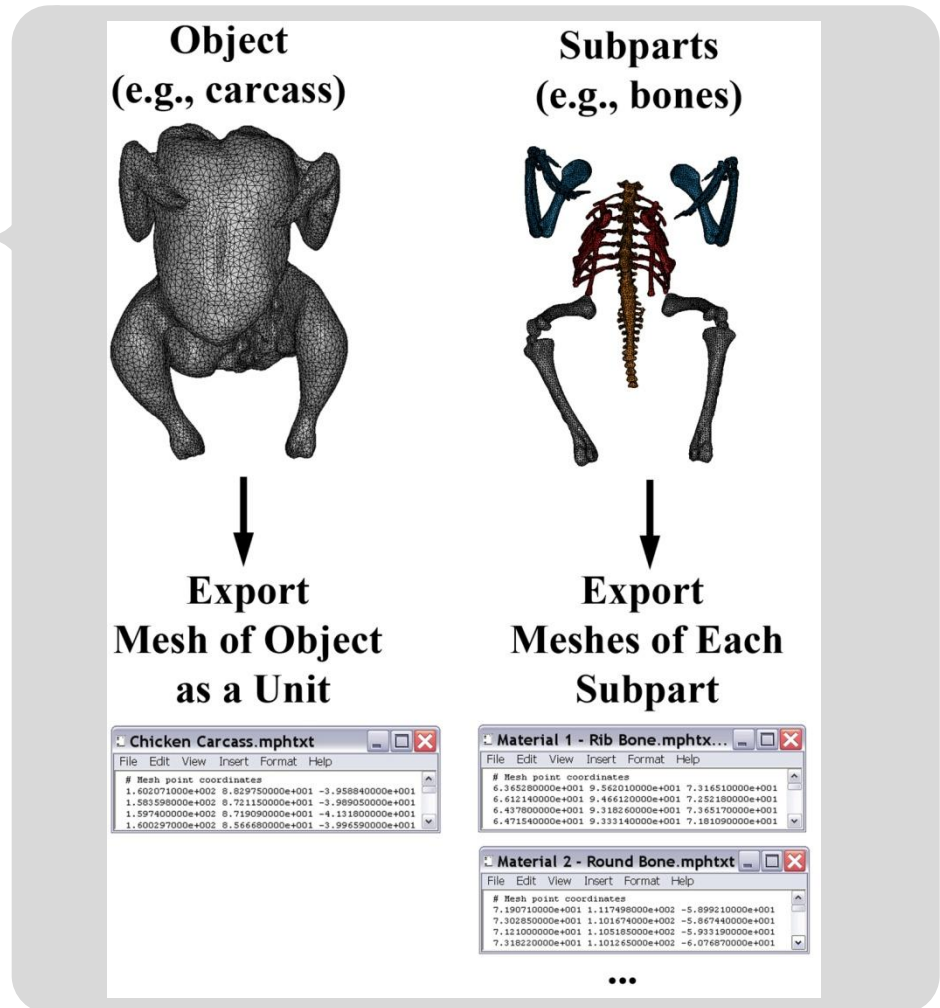 Object
(e.g., carcass)
Export
Mesh of Object
as a Unit
Chicken Carcass.mphtxt
File Edit View Insert Format Help
# Mesh point coordinates
1.602071000e+002 8.829750000e+001 -3.958840000e+001
1.583598000e+002 8.721150000e+001 -3.989050000e+001
1.597400000e+002 8.719090000e+001 -4.131800000e+001
1.600297000e+002 8.566680000e+001 -3.996590000e+001
Subparts
(e.g., bones)
Export
Meshes of Each
Subpart
Material 1 - Rib Bone.mphtx...
File Edit View Insert Format Help
# Mesh point coordinates
6.365280000e+001 9.562010000e+001 7.316510000e+001
6.612140000e+001 9.466120000e+001 7.252180000e+001
6.437800000e+001 9.318260000e+001 7.365170000e+001
6.471540000e+001 9.333140000e+001 7.181090000e+001
Material 2 - Round Bone.mphtxt
File Edit View Insert Format Help
# Mesh point coordinates
7.190710000e+001 1.117498000e+002 -5.899210000e+001
7.302850000e+001 1.101674000e+002 -5.867440000e+001
7.121000000e+001 1.105185000e+002 -5.933190000e+001
7.318220000e+001 1.101265000e+002 -6.076870000e+001
...